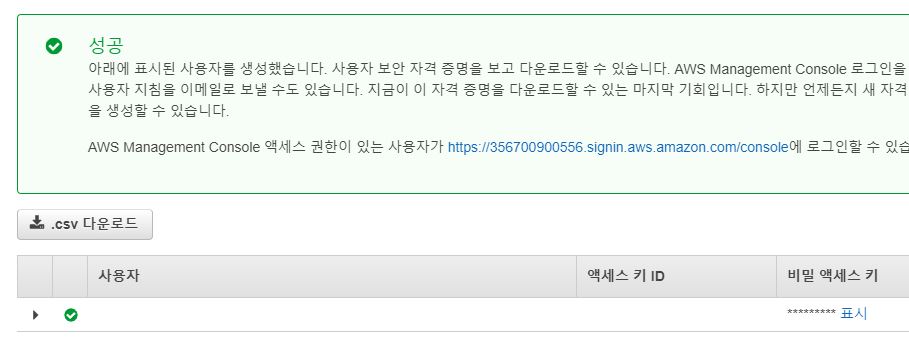 성공
아래에 표시된 사용자를 생성했습니다. 사용자 보안 자격 증명을 보고 다운로드할 수 있습니다. AWS Management Console 로그인을
사용자 지침을 이메일로 보낼 수도 있습니다. 지금이 이 자격 증명을 다운로드할 수 있는 마지막 기회입니다. 하지만 언제든지 새 자격
을 생성할 수 있습니다.
AWS Management Console 액세스 권한이 있는 사용자가 https://356700900556.signin.aws.amazon.com/console에 로그인할 수 있습
.csv 다운로드
사용자 액세스 키 ID 비밀 액세스 키
********* 표시